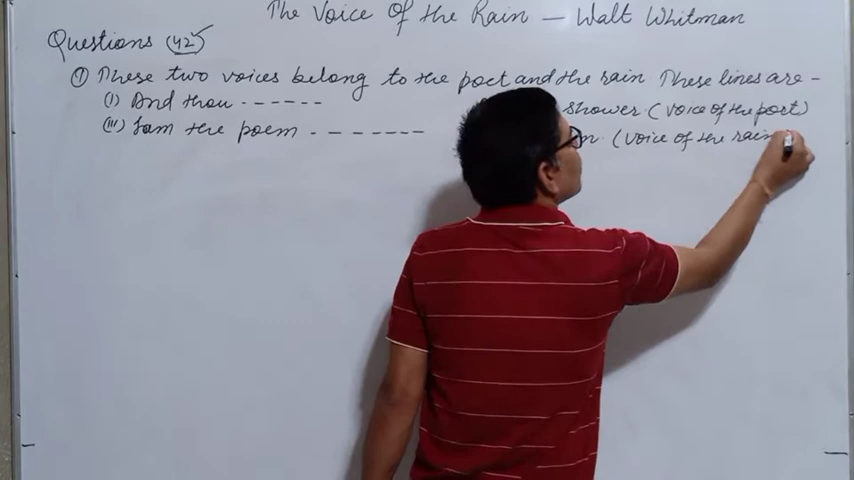 The Voice Of the Rain — Walt Whitman
Questions (42)
① These two voices belong to the poet and the rain These lines are -
(i) And thou ------ shower (voice of the poet)
(ii) I am the poem - - - - - - - (voice of the rain